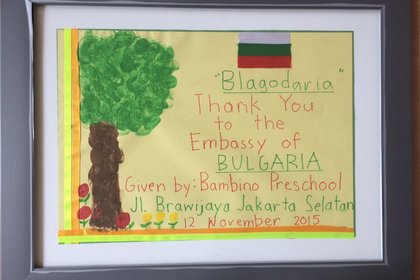 "Blagodaria"
Thank You
to the
Embassy of
BULGARIA
Given by: Bambino Preschool
Jl. Brawijaya Jakarta Selatan
12 November 2015